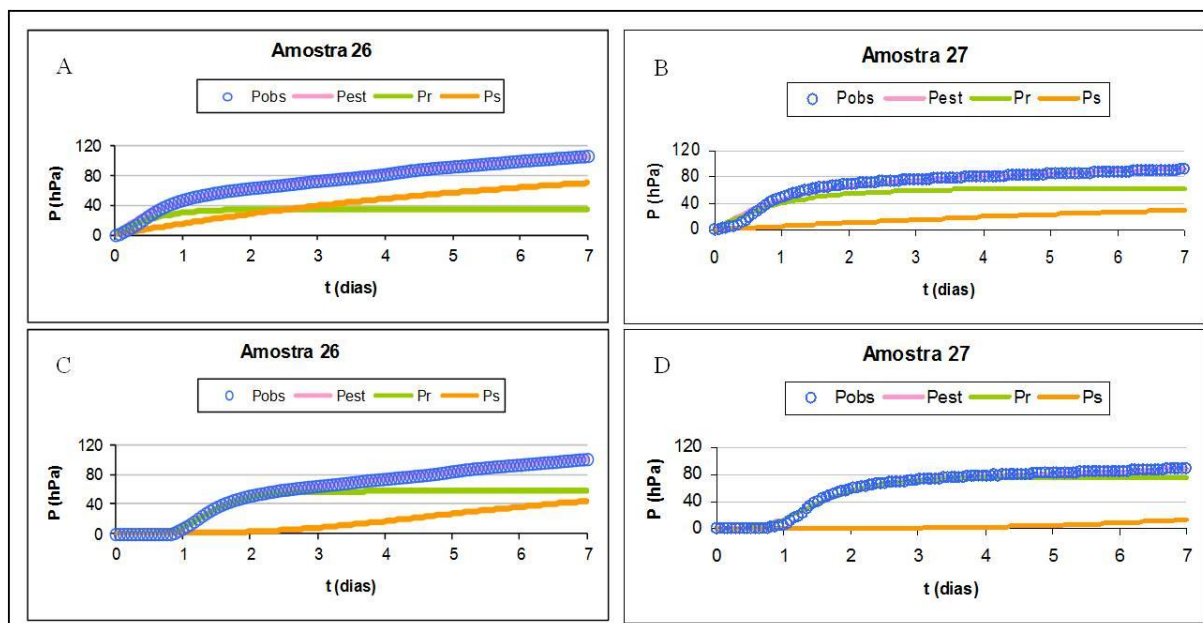 A
Amostra 26
Pobs Pest Pr Ps
120
80
40
0
P (hPa)
0 1 2 3 4 5 6 7
t (dias)
B
Amostra 27
Pobs Pest Pr Ps
120
80
40
0
P (hPa)
0 1 2 3 4 5 6 7
t (dias)
C
Amostra 26
Pobs Pest Pr Ps
120
80
40
0
P (hPa)
0 1 2 3 4 5 6 7
t (dias)
D
Amostra 27
Pobs Pest Pr Ps
120
80
40
0
P (hPa)
0 1 2 3 4 5 6 7
t (dias)